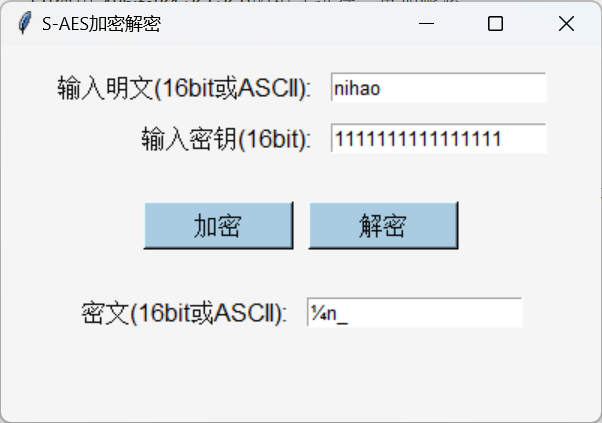 S-AES加密解密
输入明文(16bit或ASCII): nihao
输入密钥(16bit): 1111111111111111
加密 解密
密文(16bit或ASCII): ¼n_